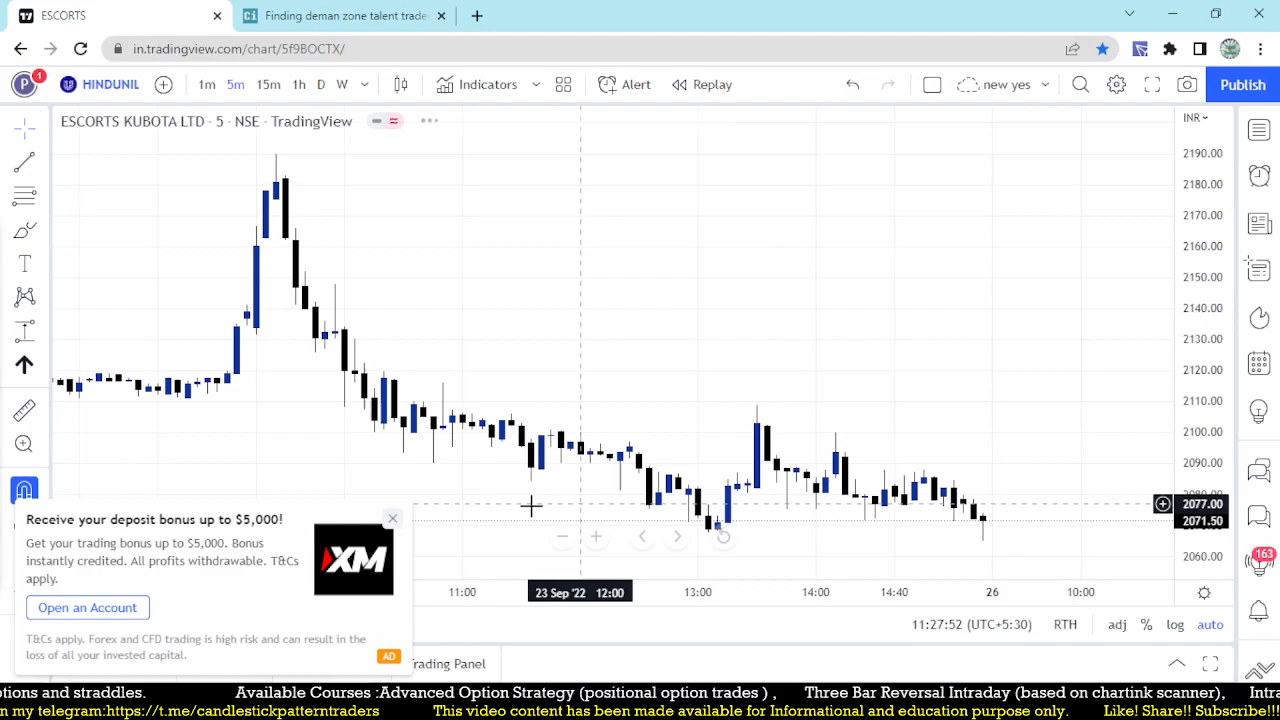 ESCORTS
Finding deman zone talent trade
in.tradingview.com/chart/5f9BOCTX/
P 1 HINDUNIL 1m 5m 15m 1h D W Indicators Alert Replay new yes Publish
ESCORTS KUBOTA LTD · 5 · NSE · TradingView
INR
2190.00
2180.00
2170.00
2160.00
2150.00
2140.00
2130.00
2120.00
2110.00
2100.00
2090.00
2077.00
2071.50
2060.00
T
Receive your deposit bonus up to $5,000!
Get your trading bonus up to $5,000. Bonus
instantly credited. All profits withdrawable. T&Cs
apply.
XM
Open an Account
T&Cs apply. Forex and CFD trading is high risk and can result in the
loss of all your invested capital.
AD
163
11:00 23 Sep '22 12:00 13:00 14:00 14:40 26 10:00
11:27:52 (UTC+5:30) RTH adj % log auto
Trading Panel
ptions and straddles. Available Courses :Advanced Option Strategy (positional option trades ) , Three Bar Reversal Intraday (based on chartink scanner), Intra
n my telegram:https://t.me/candlestickpatterntraders This video content has been made available for Informational and education purpose only. Like! Share!! Subscribe!!!